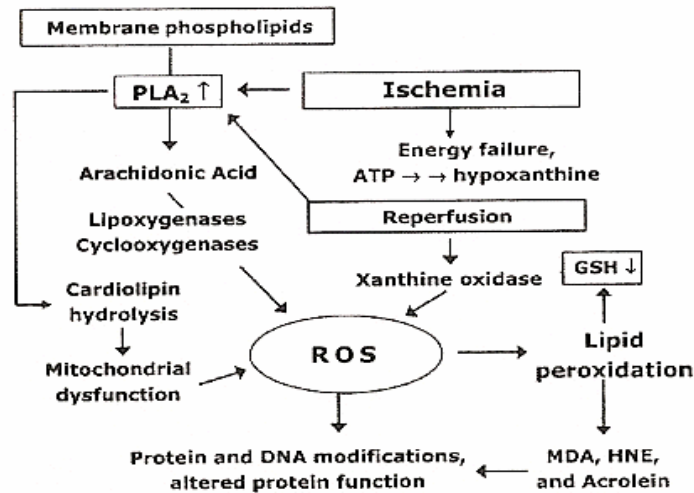 Membrane phospholipids
PLA₂ ↑
Ischemia
Energy failure,
ATP → → hypoxanthine
Arachidonic Acid
Reperfusion
Lipoxygenases
Cyclooxygenases
Xanthine oxidase
GSH ↓
Cardiolipin
hydrolysis
ROS
Lipid
peroxidation
Mitochondrial
dysfunction
Protein and DNA modifications,
altered protein function
MDA, HNE,
and Acrolein